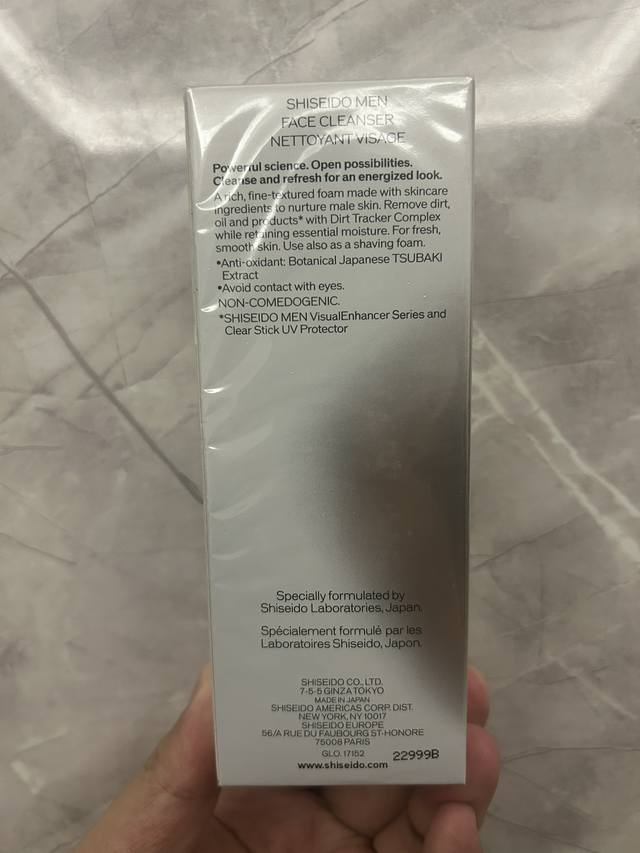 SHISEIDO MEN
FACE CLEANSER
NETTOYANT VISAGE
Powerful science. Open possibilities.
Cleanse and refresh for an energized look.
A rich, fine-textured foam made with skincare
ingredients to nurture male skin. Remove dirt,
oil and products* with Dirt Tracker Complex
while retaining essential moisture. For fresh,
smooth skin. Use also as a shaving foam.
•Anti-oxidant: Botanical Japanese TSUBAKI
Extract
•Avoid contact with eyes.
NON-COMEDOGENIC.
*SHISEIDO MEN VisualEnhancer Series and
Clear Stick UV Protector
Specially formulated by
Shiseido Laboratories, Japan.
Spécialement formulé par les
Laboratoires Shiseido, Japon.
SHISEIDO CO., LTD.
7-5-5 GINZA TOKYO
MADE IN JAPAN
SHISEIDO AMERICAS CORP. DIST.
NEW YORK, NY 10017
SHISEIDO EUROPE
56/A RUE DU FAUBOURG ST-HONORE
75008 PARIS
GLO. 17152 22999B
www.shiseido.com